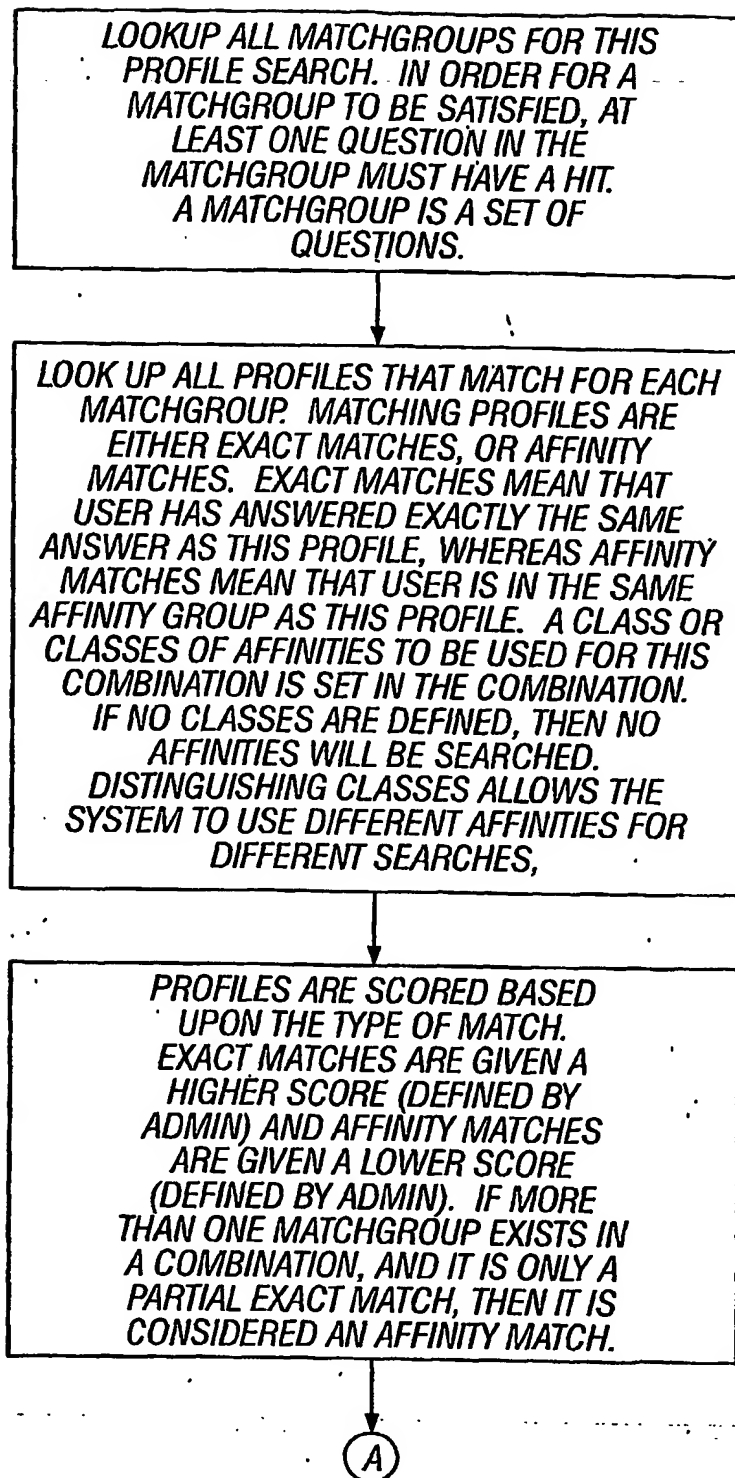 LOOKUP ALL MATCHGROUPS FOR THIS
PROFILE SEARCH. IN ORDER FOR A
MATCHGROUP TO BE SATISFIED, AT
LEAST ONE QUESTION IN THE
MATCHGROUP MUST HAVE A HIT.
A MATCHGROUP IS A SET OF
QUESTIONS.
LOOK UP ALL PROFILES THAT MATCH FOR EACH
MATCHGROUP. MATCHING PROFILES ARE
EITHER EXACT MATCHES, OR AFFINITY
MATCHES. EXACT MATCHES MEAN THAT
USER HAS ANSWERED EXACTLY THE SAME
ANSWER AS THIS PROFILE, WHEREAS AFFINITY
MATCHES MEAN THAT USER IS IN THE SAME
AFFINITY GROUP AS THIS PROFILE. A CLASS OR
CLASSES OF AFFINITIES TO BE USED FOR THIS
COMBINATION IS SET IN THE COMBINATION.
IF NO CLASSES ARE DEFINED, THEN NO
AFFINITIES WILL BE SEARCHED.
DISTINGUISHING CLASSES ALLOWS THE
SYSTEM TO USE DIFFERENT AFFINITIES FOR
DIFFERENT SEARCHES,
PROFILES ARE SCORED BASED
UPON THE TYPE OF MATCH.
EXACT MATCHES ARE GIVEN A
HIGHER SCORE (DEFINED BY
ADMIN) AND AFFINITY MATCHES
ARE GIVEN A LOWER SCORE
(DEFINED BY ADMIN). IF MORE
THAN ONE MATCHGROUP EXISTS IN
A COMBINATION, AND IT IS ONLY A
PARTIAL EXACT MATCH, THEN IT IS
CONSIDERED AN AFFINITY MATCH.
A